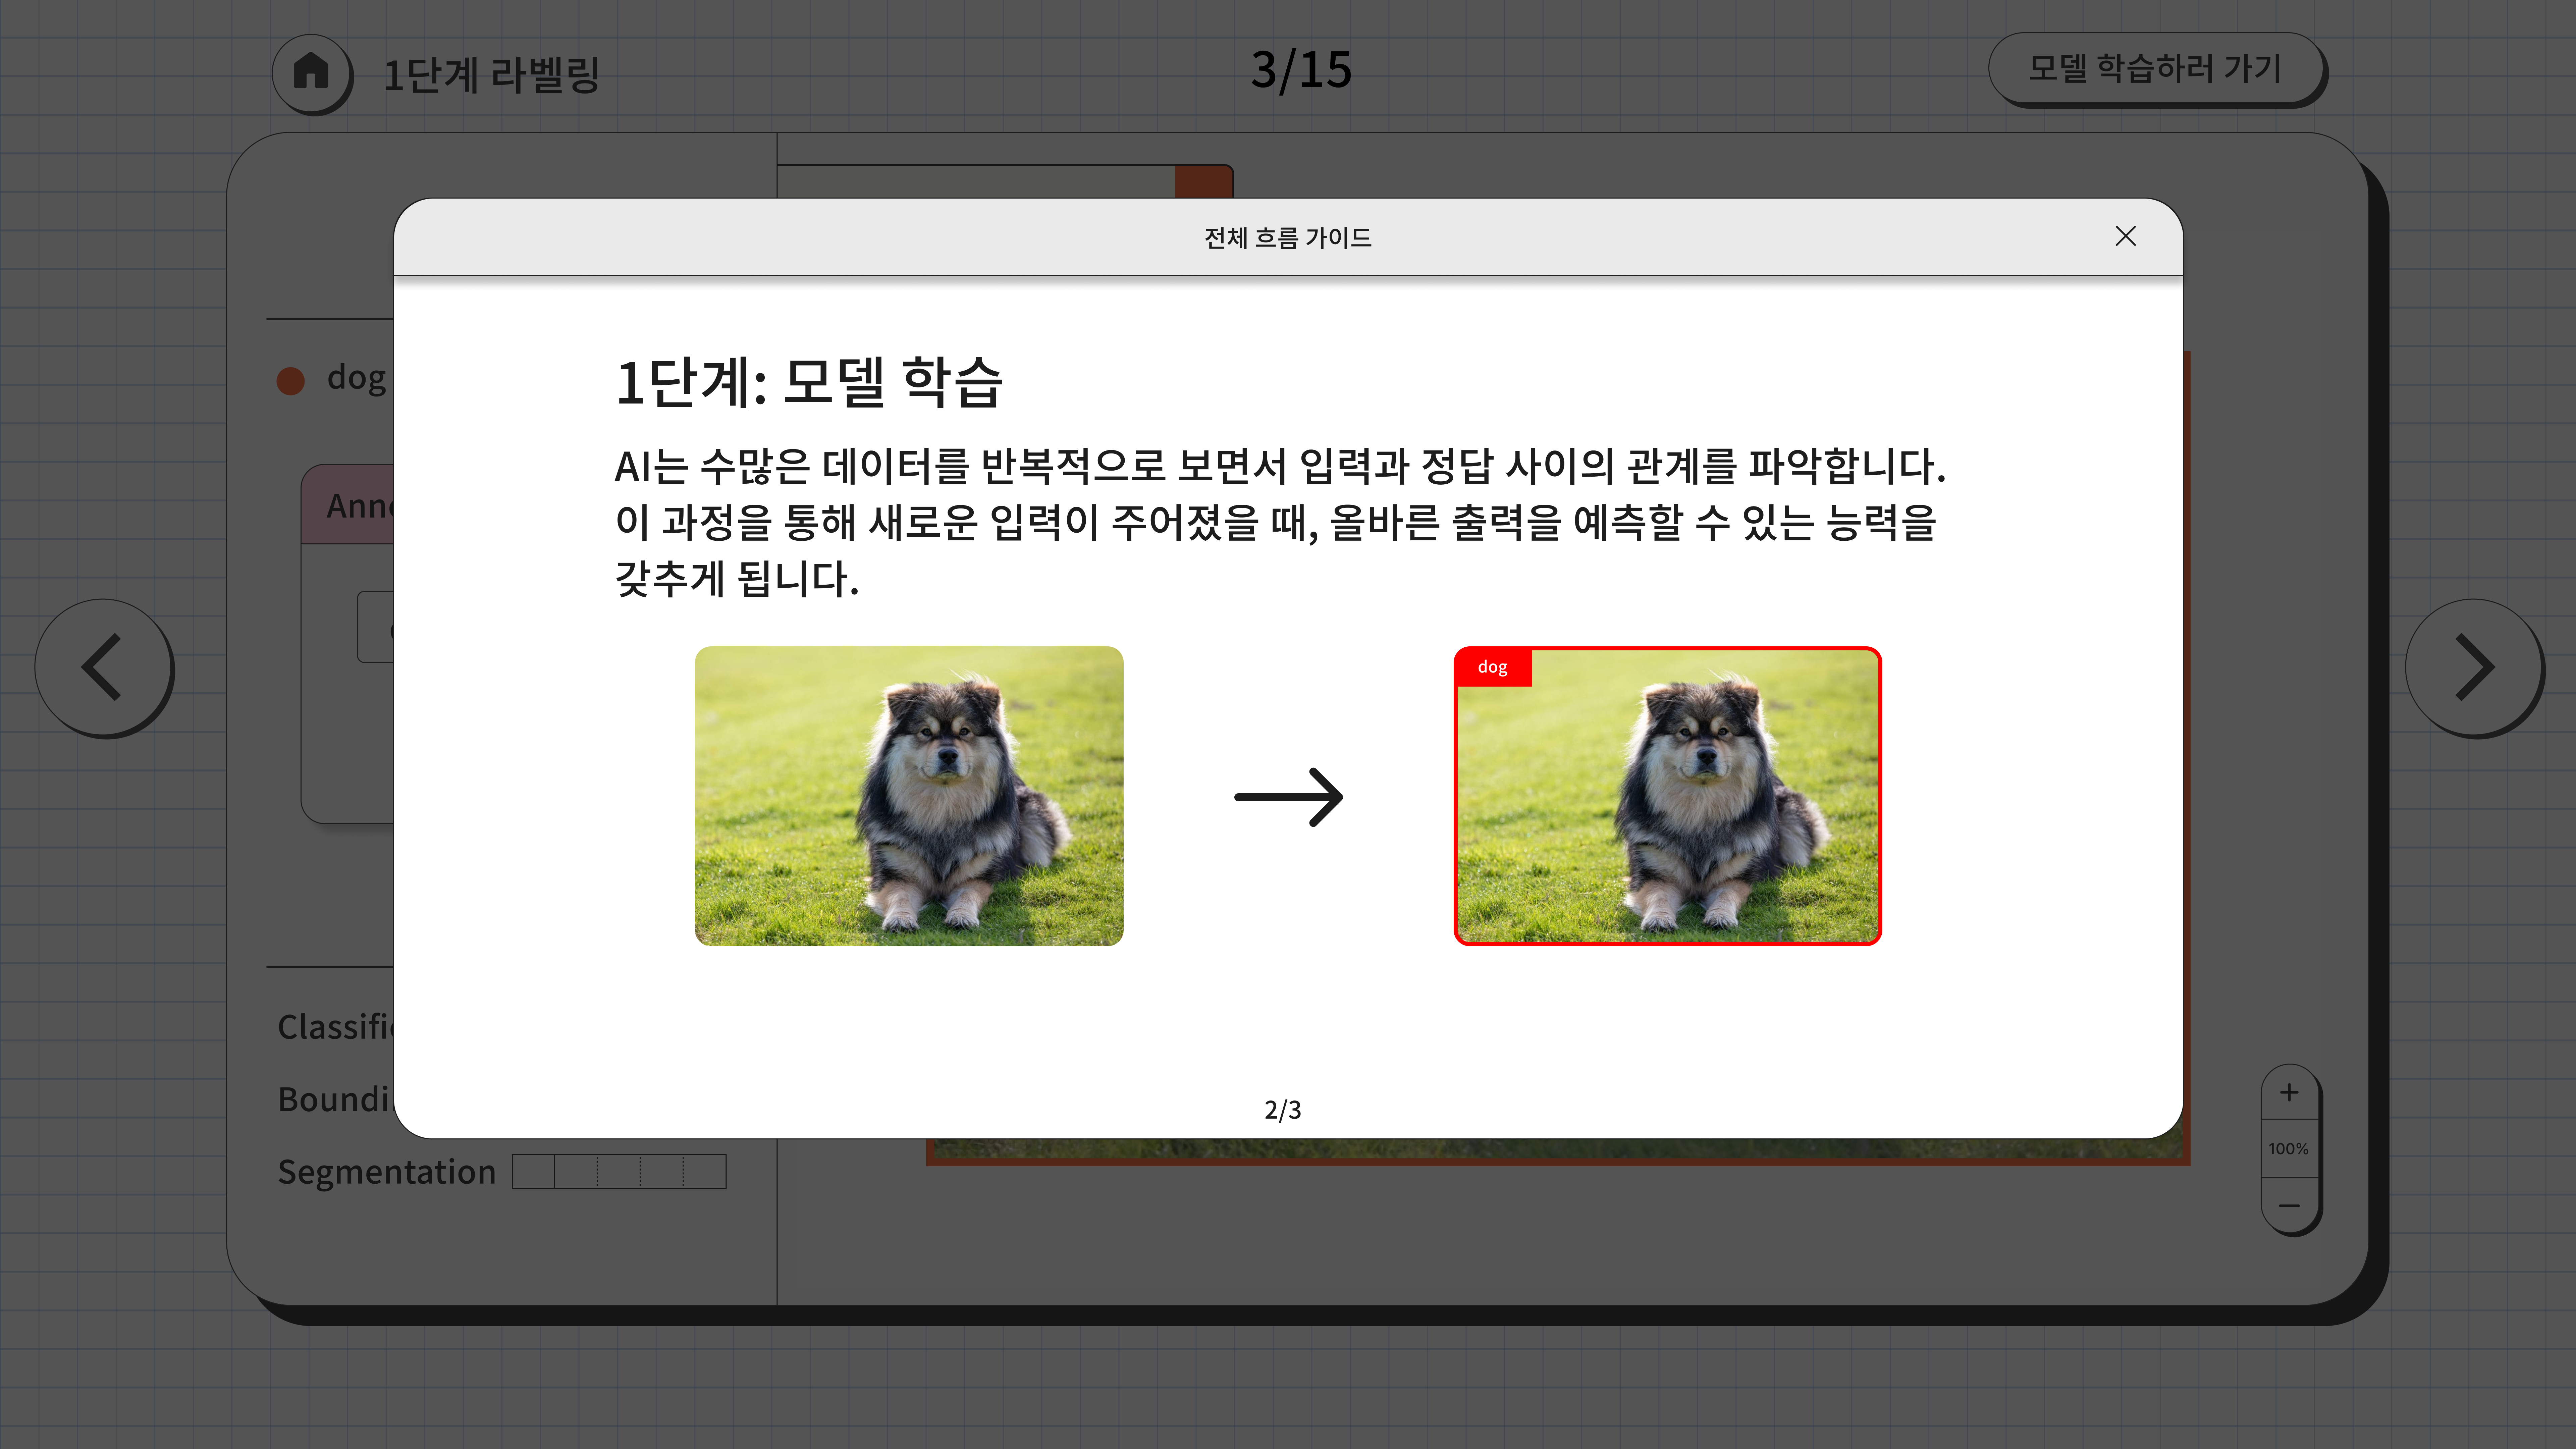 1단계 라벨링
3/15
모델 학습하러 가기
전체 흐름 가이드
dog
1단계: 모델 학습
AI는 수많은 데이터를 반복적으로 보면서 입력과 정답 사이의 관계를 파악합니다.
이 과정을 통해 새로운 입력이 주어졌을 때, 올바른 출력을 예측할 수 있는 능력을
갖추게 됩니다.
dog
Segmentation
100%
2/3